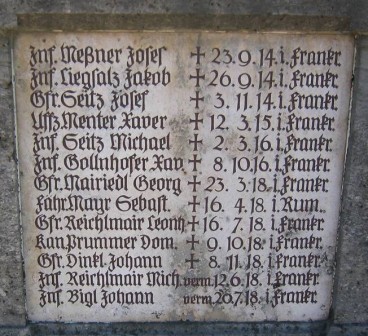 Inf. Meßner Josef + 23. 9. 14. i. Frankr.
Inf. Liegsalz Jakob + 26. 9. 14. i. Frankr.
Gfr. Seitz Josef + 3. 11. 14. i. Frankr.
Uffz. Menter Xaver + 12. 3. 15. i. Frankr.
Inf. Seitz Michael + 2. 3. 16. i. Frankr.
Inf. Gollnhofer Xav. + 8. 10. 16. i. Frankr.
Gfr. Mairiedl Georg + 23. 3. 18. i. Frankr.
Fahr. Mayr Sebast. + 16. 4. 18. i. Rum.
Gfr. Reichlmair Leonh. + 16. 7. 18. i. Frankr.
Kan. Prummer Dom. + 9. 10. 18. i. Frankr.
Gfr. Dinkl Johann + 8. 11. 18. i. Frankr.
Inf. Reichlmair Mich. verm. 12. 6. 18. i. Frankr.
Inf. Bigl Johann verm. 20. 7. 18. i. Frankr.